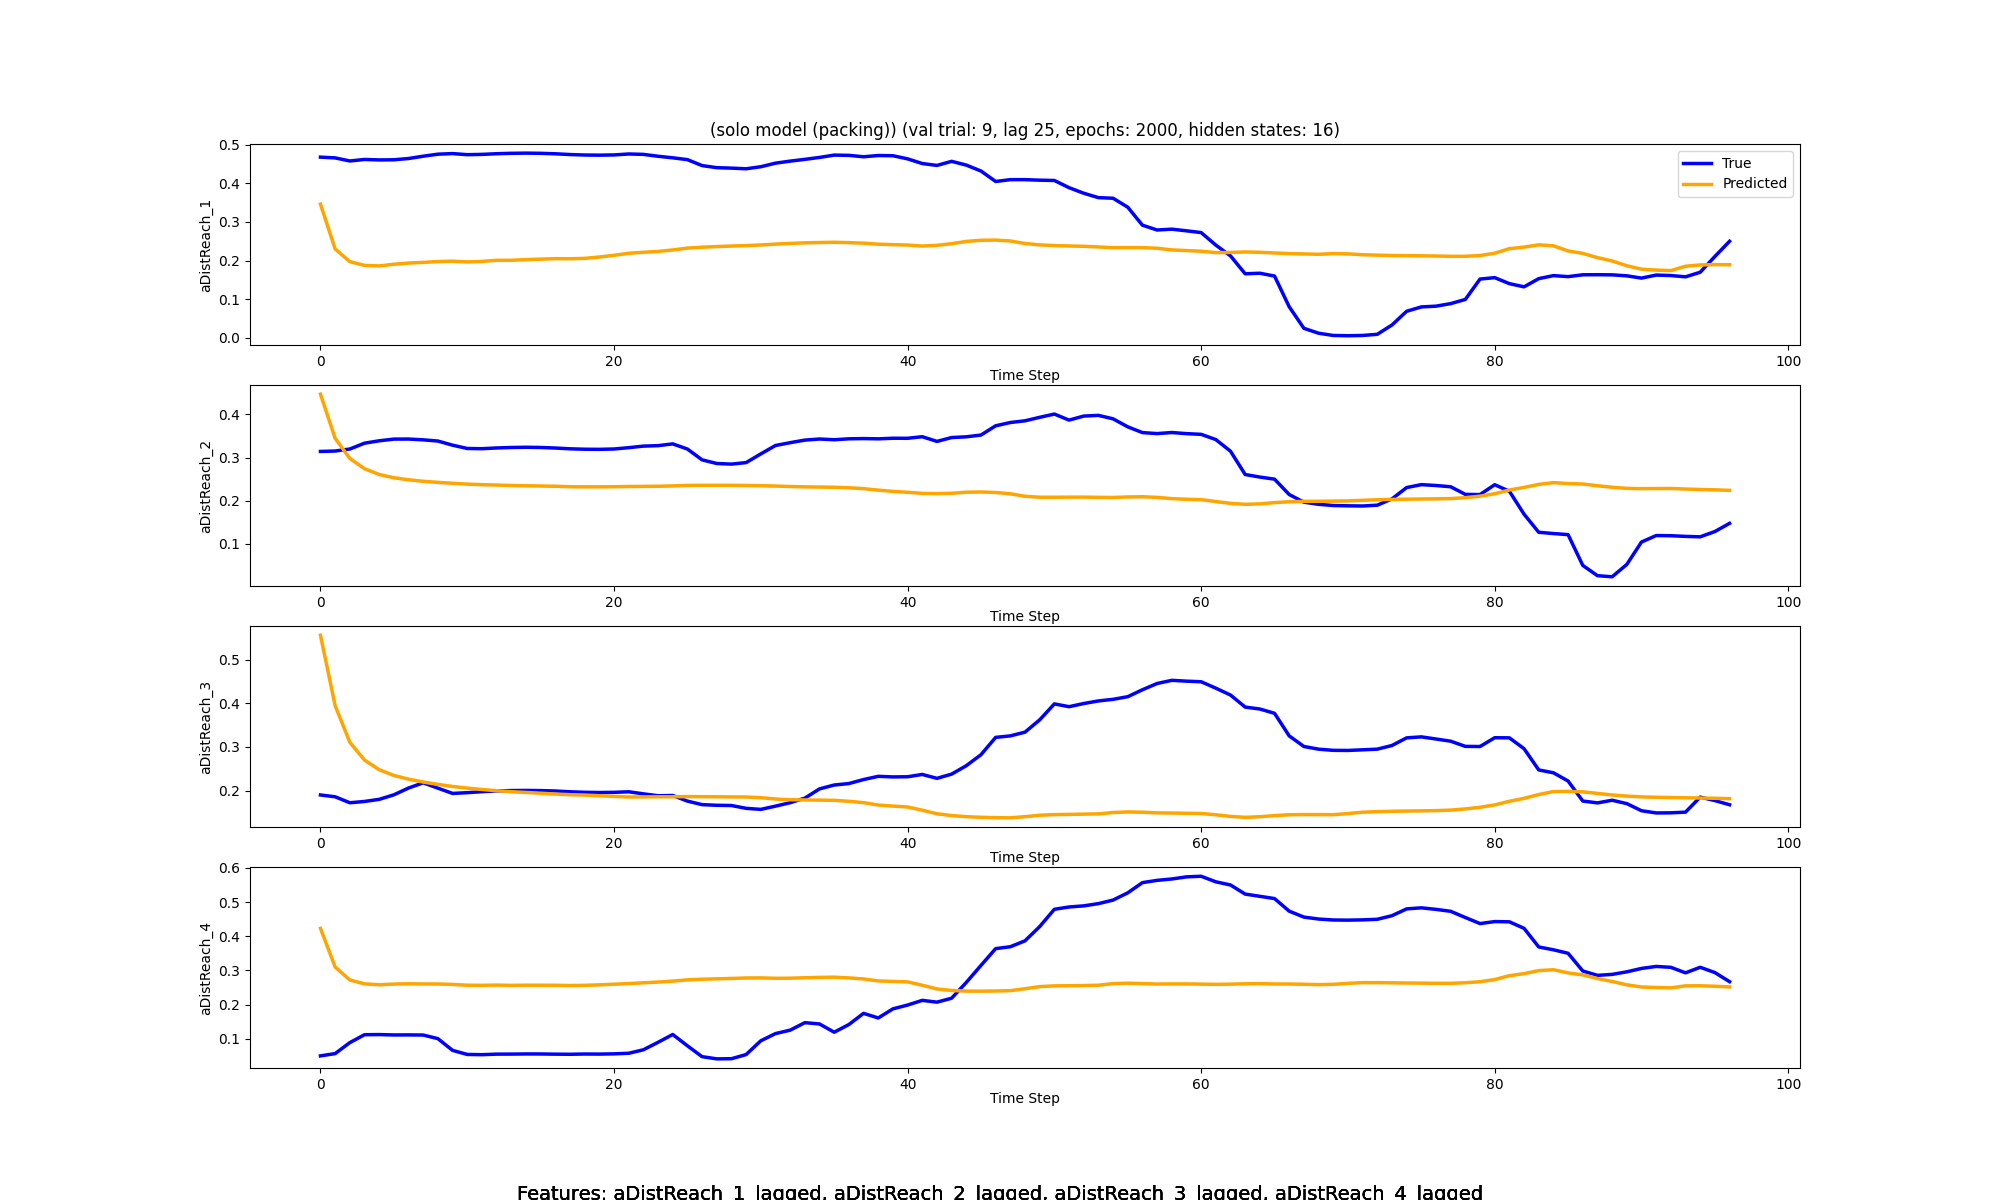 (solo model (packing)) (val trial: 9, lag 25, epochs: 2000, hidden states: 16)
0.5
0.4
0.3
0.2
0.1
0.0
aDistReach_1
True
Predicted
0 20 40 60 80 100
Time Step
0.4
0.3
0.2
0.1
aDistReach_2
0 20 40 60 80 100
Time Step
0.5
0.4
0.3
0.2
aDistReach_3
0 20 40 60 80 100
Time Step
0.6
0.5
0.4
0.3
0.2
0.1
aDistReach_4
0 20 40 60 80 100
Time Step
Features: aDistReach_1_lagged, aDistReach_2_lagged, aDistReach_3_lagged, aDistReach_4_lagged